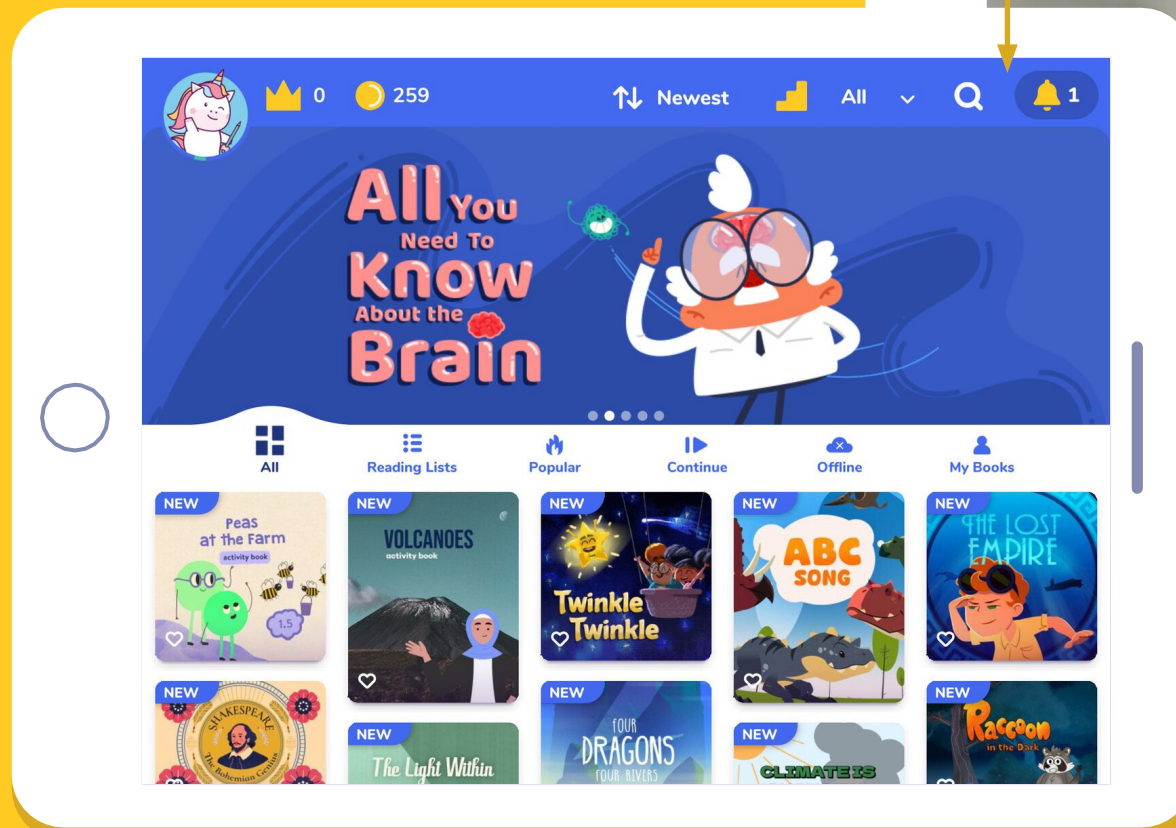 0
259
Newest
All
1
All You
Need To
Know
About the
Brain
All
Reading Lists
Popular
Continue
Offline
My Books
NEW
Peas
at the Farm
activity book
1.5
NEW
VOLCANOES
activity book
NEW
Twinkle
Twinkle
NEW
ABC
SONG
NEW
THE LOST
EMPIRE
NEW
SHAKESPEARE
The Bohemian Genius
NEW
The Light Within
NEW
FOUR
DRAGONS
FOUR RIVERS
NEW
CLIMATE IS
NEW
Raccoon
in the Dark